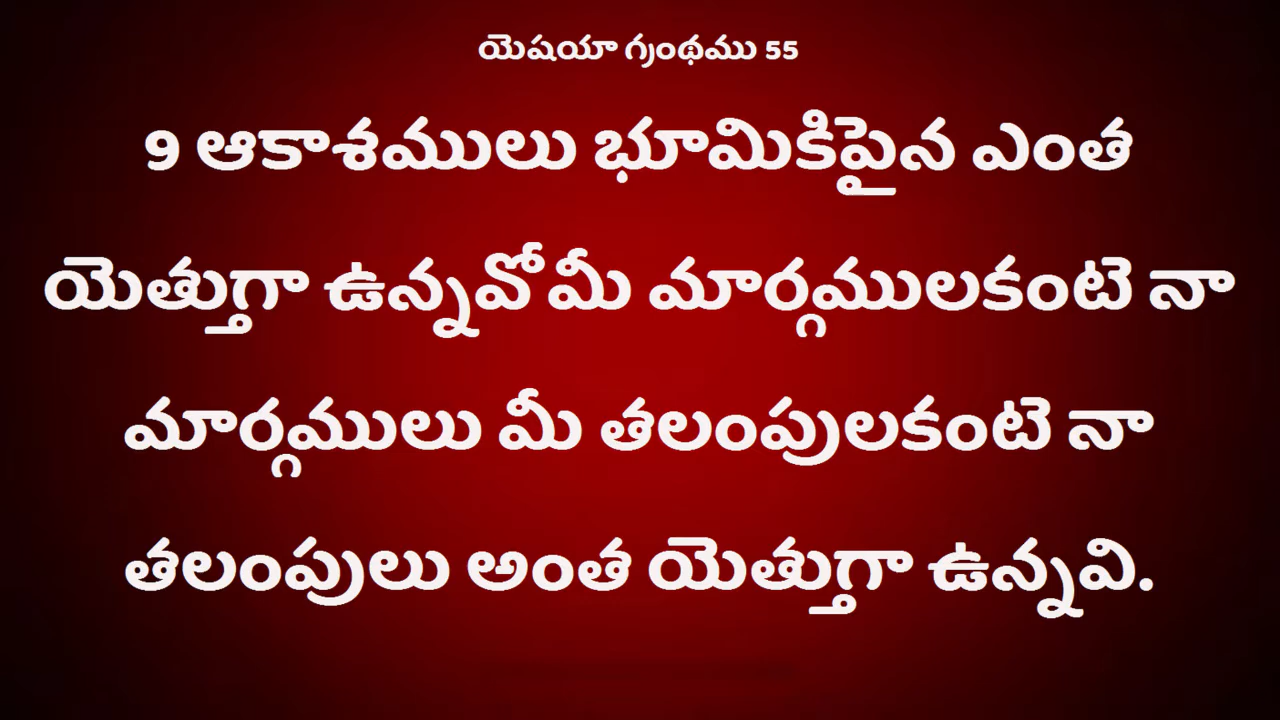 యెషయా గ్రంథము 55
9 ఆకాశములు భూమికిపైన ఎంత
యెత్తుగా ఉన్నవోమీ మార్గములకంటె నా
మార్గములు మీ తలంపులకంటె నా
తలంపులు అంత యెత్తుగా ఉన్నవి.